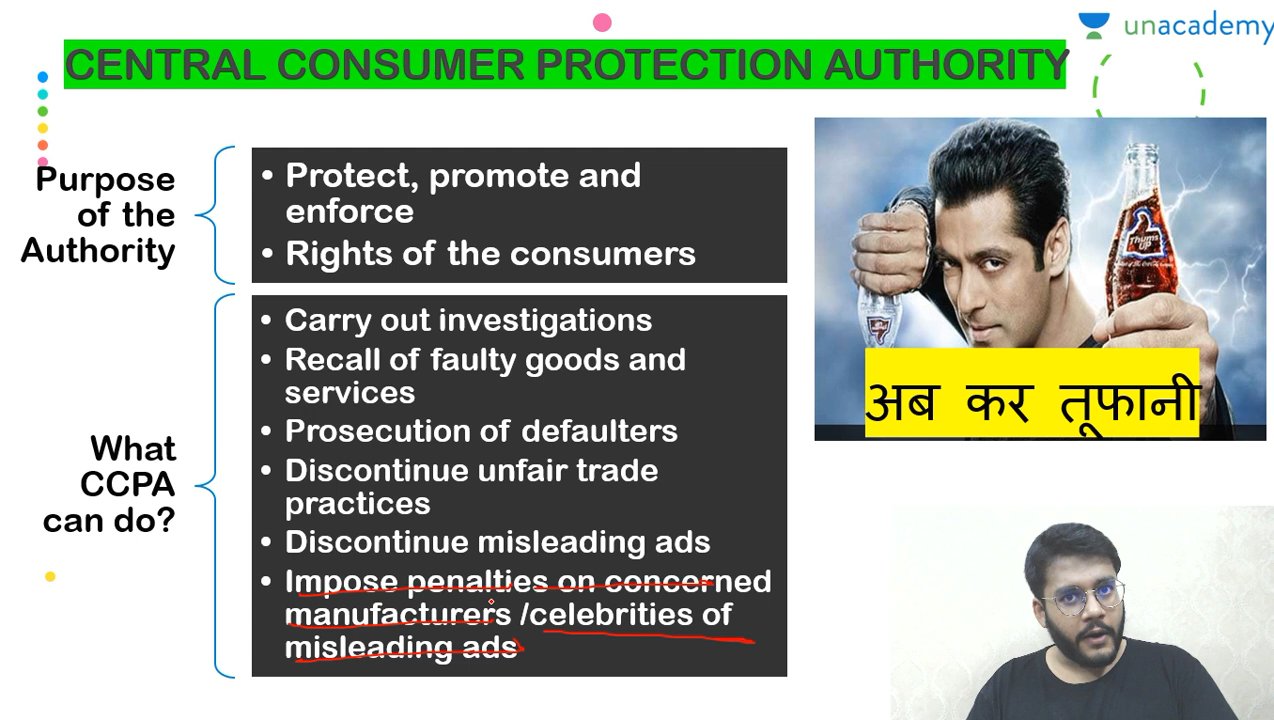 unacademy
CENTRAL CONSUMER PROTECTION AUTHORITY
Purpose
of the
Authority
• Protect, promote and
enforce
• Rights of the consumers
What
CCPA
can do?
• Carry out investigations
• Recall of faulty goods and
services
• Prosecution of defaulters
• Discontinue unfair trade
practices
• Discontinue misleading ads
• Impose penalties on concerned
manufacturers /celebrities of
misleading ads
Thums
UP
अब कर तूफानी